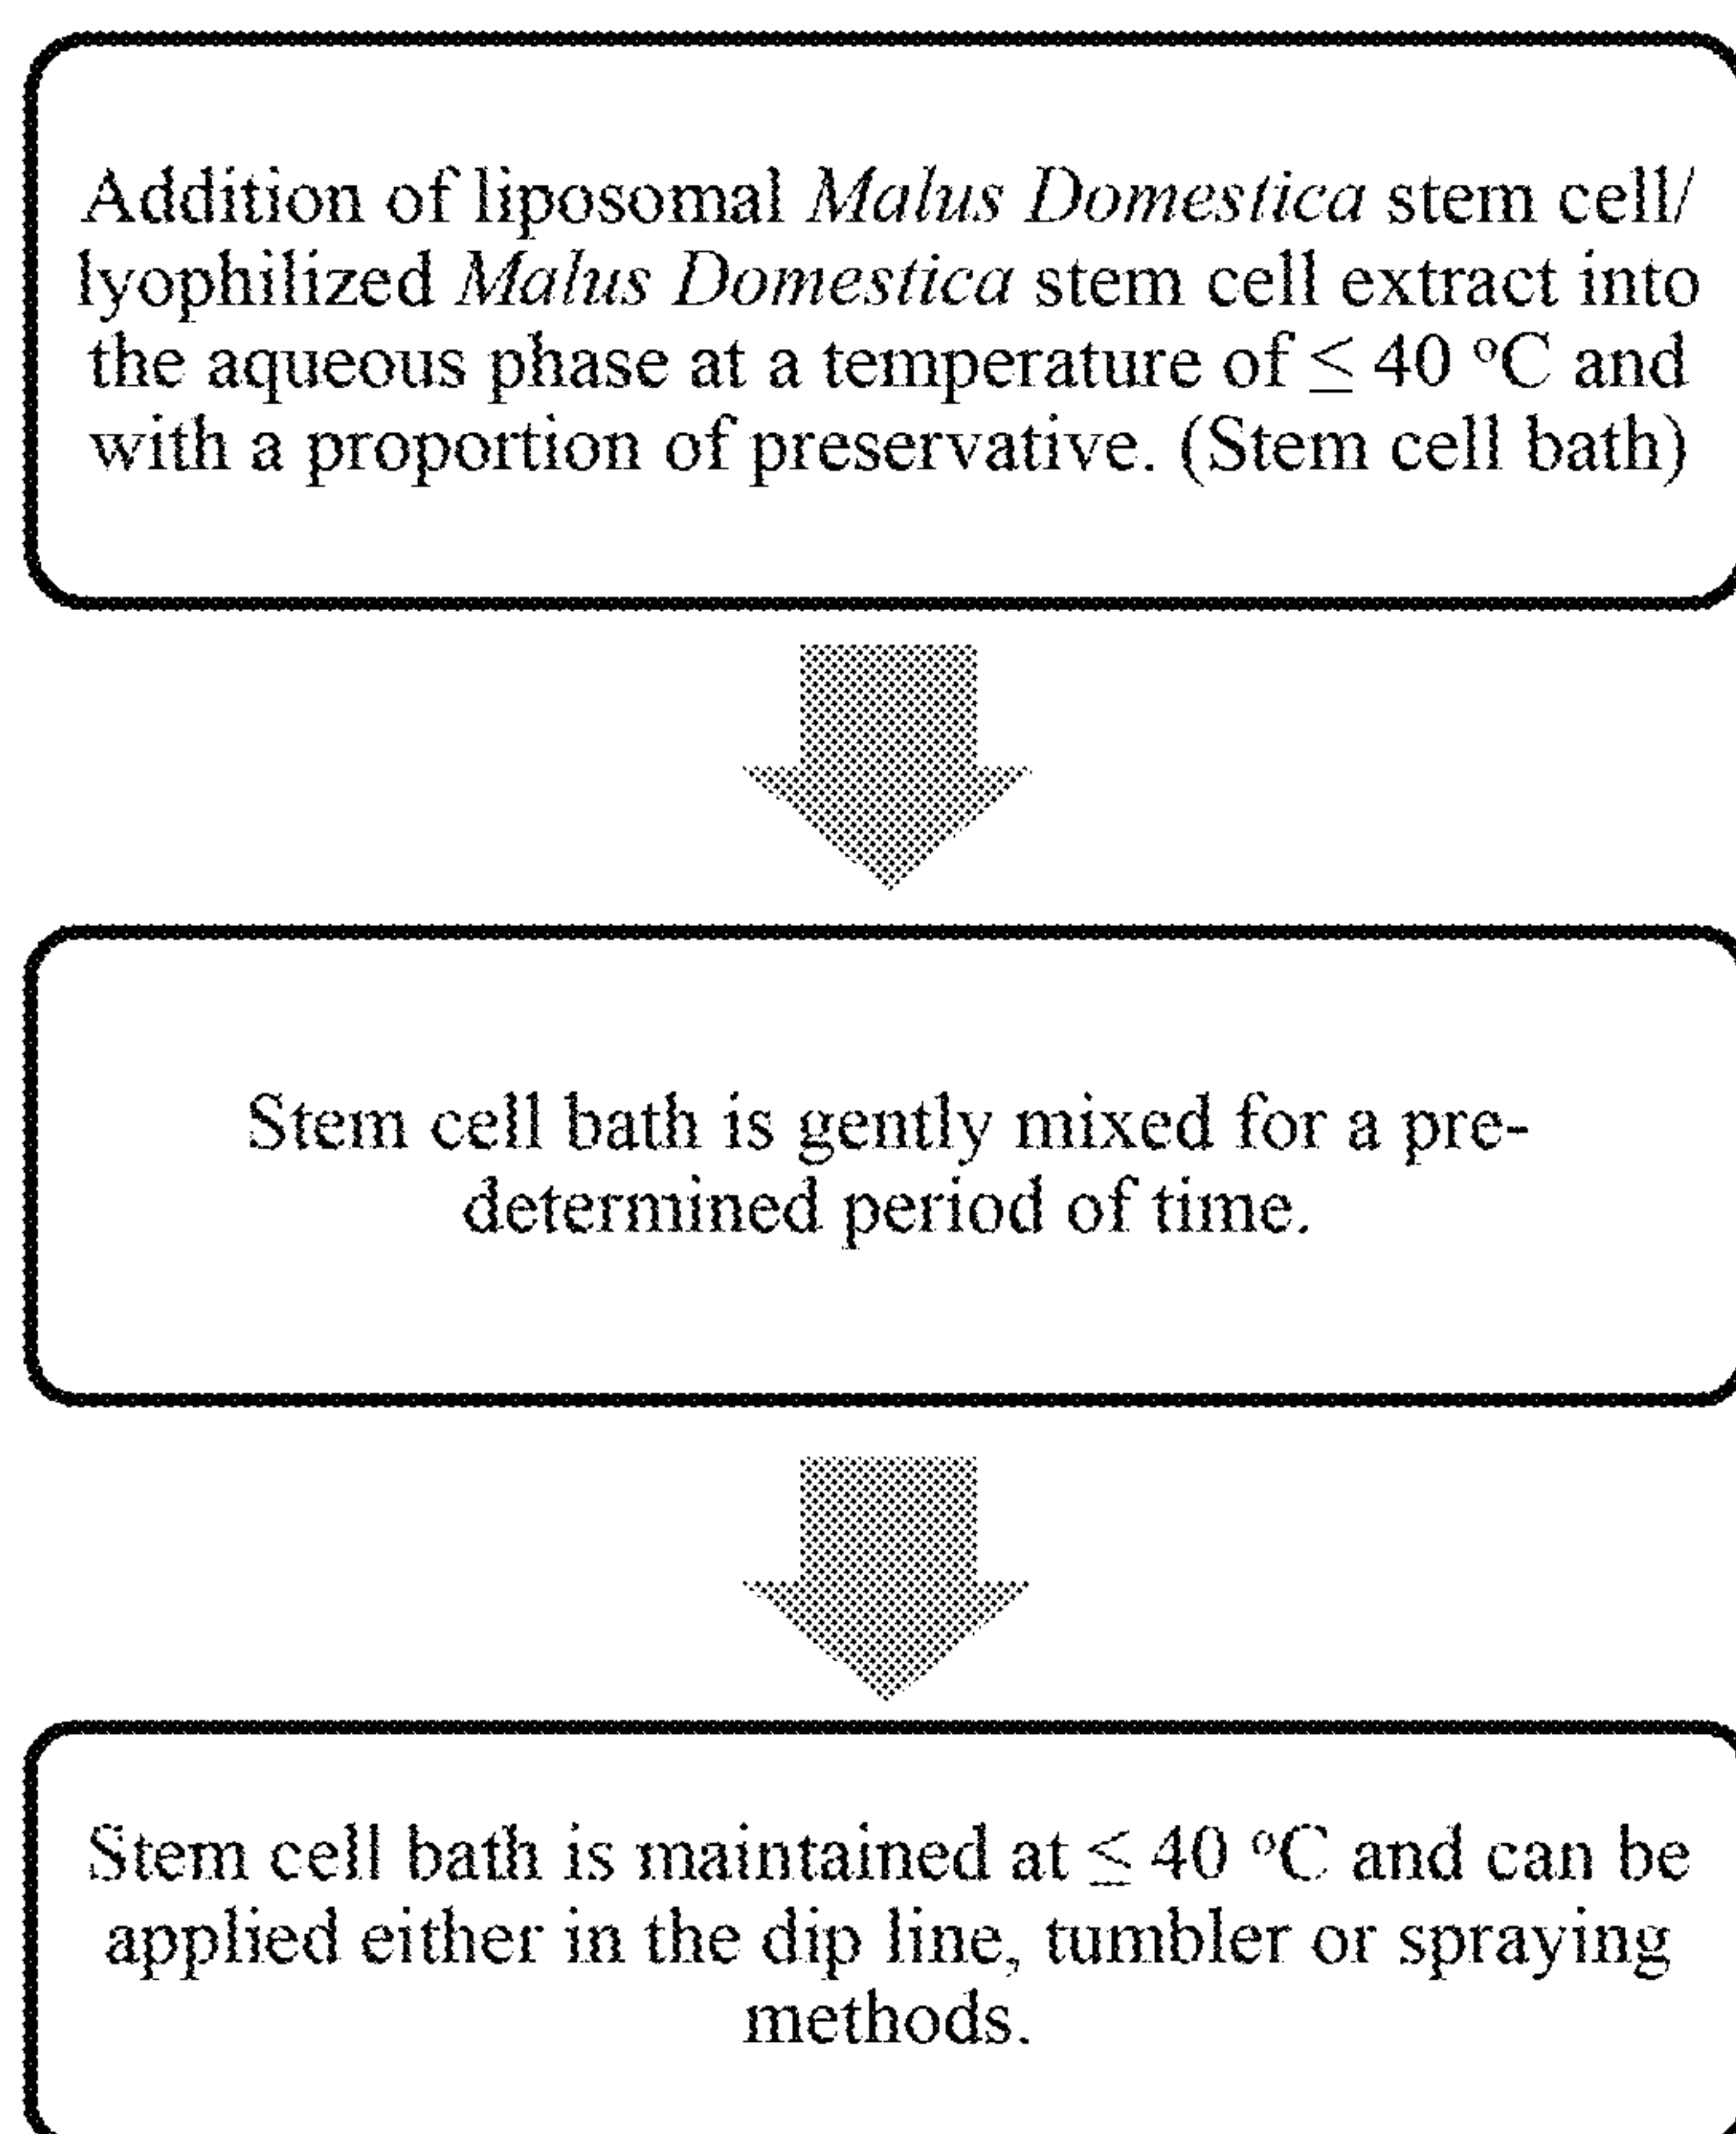 Addition of liposomal Malus Domestica stem cell/
lyophilized Malus Domestica stem cell extract into
the aqueous phase at a temperature of ≤ 40 °C and
with a proportion of preservative. (Stem cell bath)
Stem cell bath is gently mixed for a pre-
determined period of time.
Stem cell bath is maintained at ≤ 40 °C and can be
applied either in the dip line, tumbler or spraying
methods.